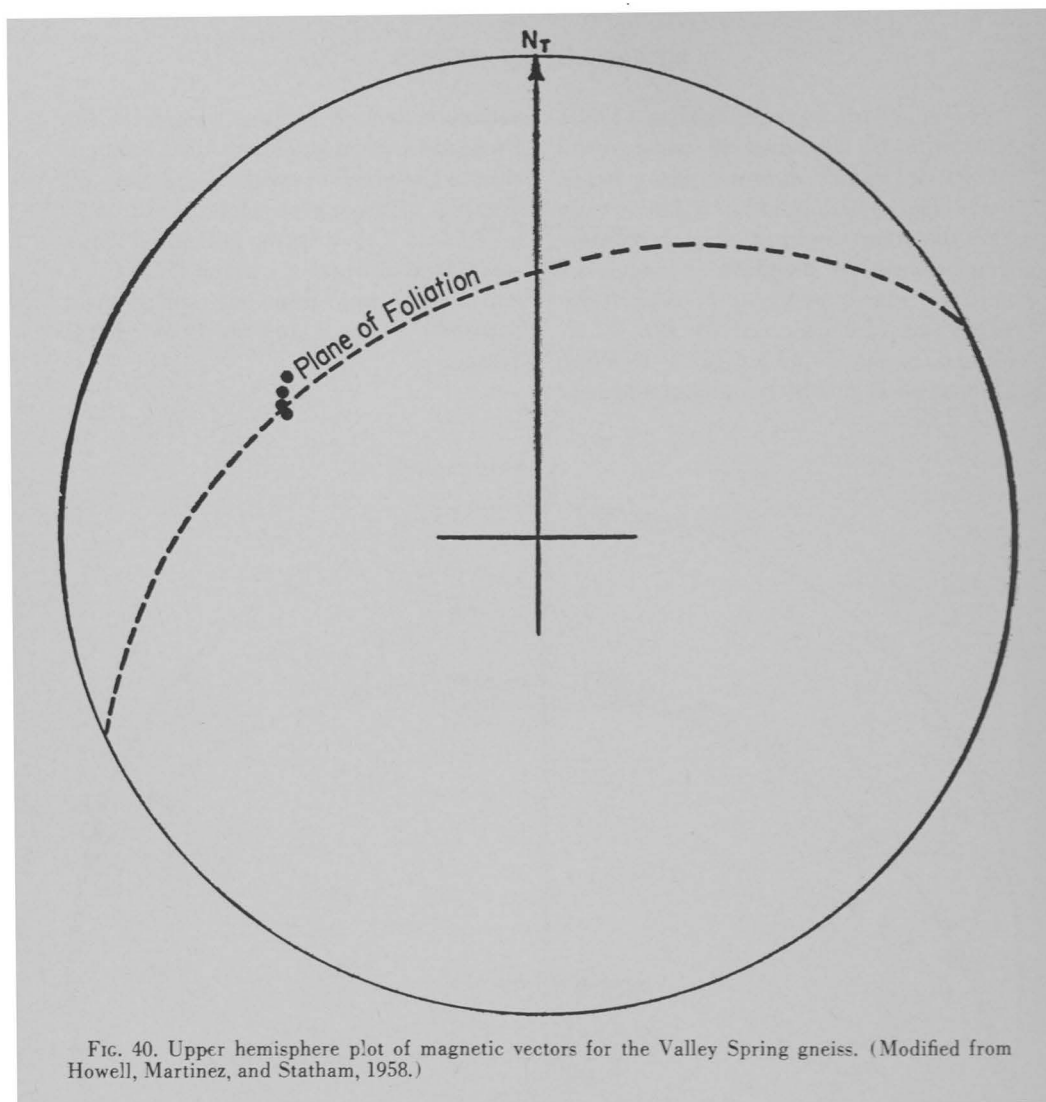 NT
Plane of Foliation
FIG. 40. Upper hemisphere plot of magnetic vectors for the Valley Spring gneiss. (Modified from
Howell, Martinez, and Statham, 1958.)